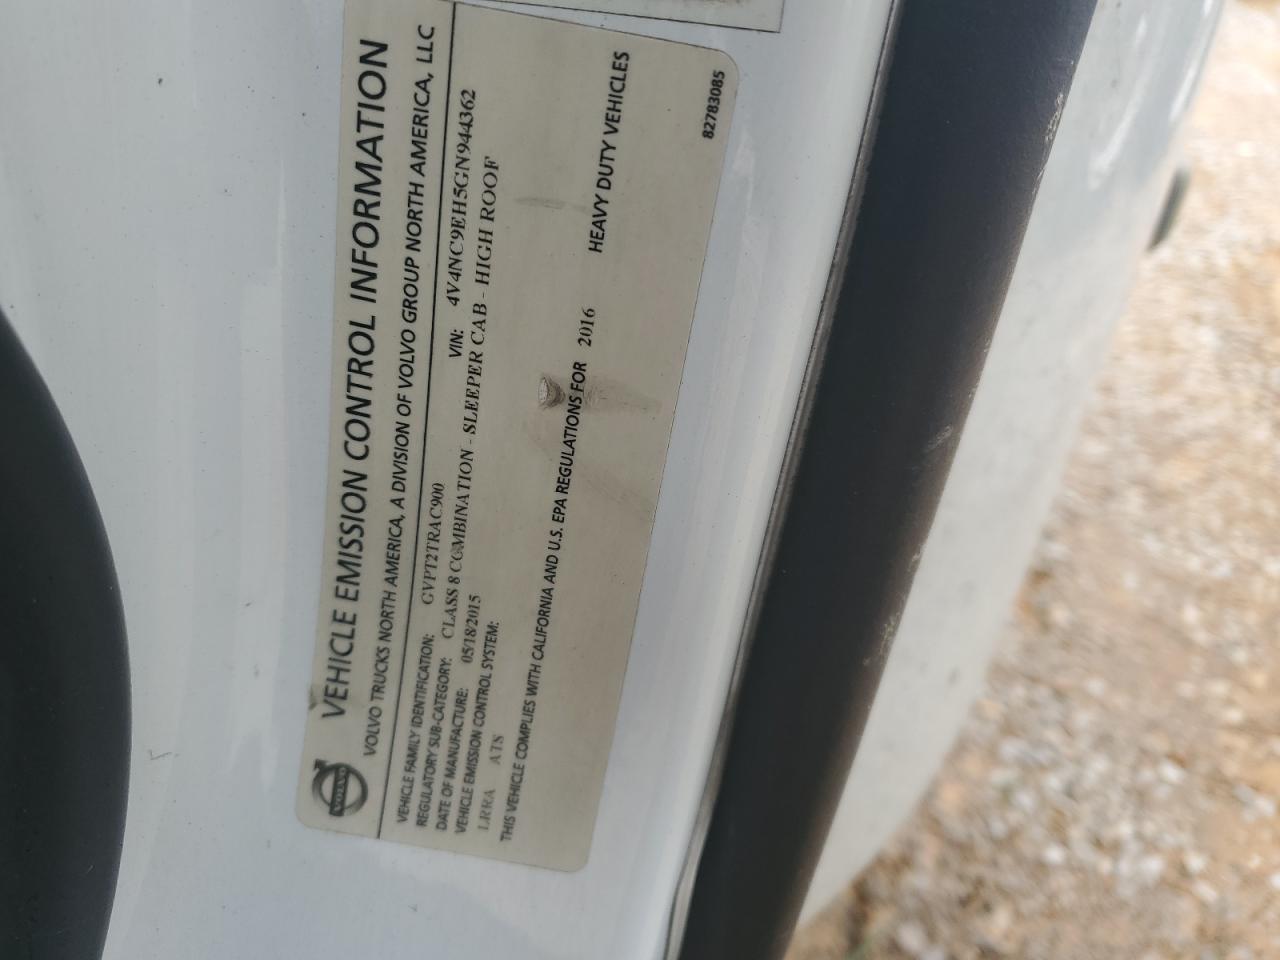 VEHICLE EMISSION CONTROL INFORMATION
VOLVO TRUCKS NORTH AMERICA, A DIVISION OF VOLVO GROUP NORTH AMERICA, LLC
VOLVO
VEHICLE FAMILY IDENTIFICATION: GVPT2TRAC900 VIN: 4V4NC9EH5GN944362
REGULATORY SUB-CATEGORY: CLASS 8 COMBINATION - SLEEPER CAB - HIGH ROOF
DATE OF MANUFACTURE: 05/18/2015
VEHICLE EMISSION CONTROL SYSTEM:
LRRA ATS
THIS VEHICLE COMPLIES WITH CALIFORNIA AND U.S. EPA REGULATIONS FOR 2016 HEAVY DUTY VEHICLES
82783085